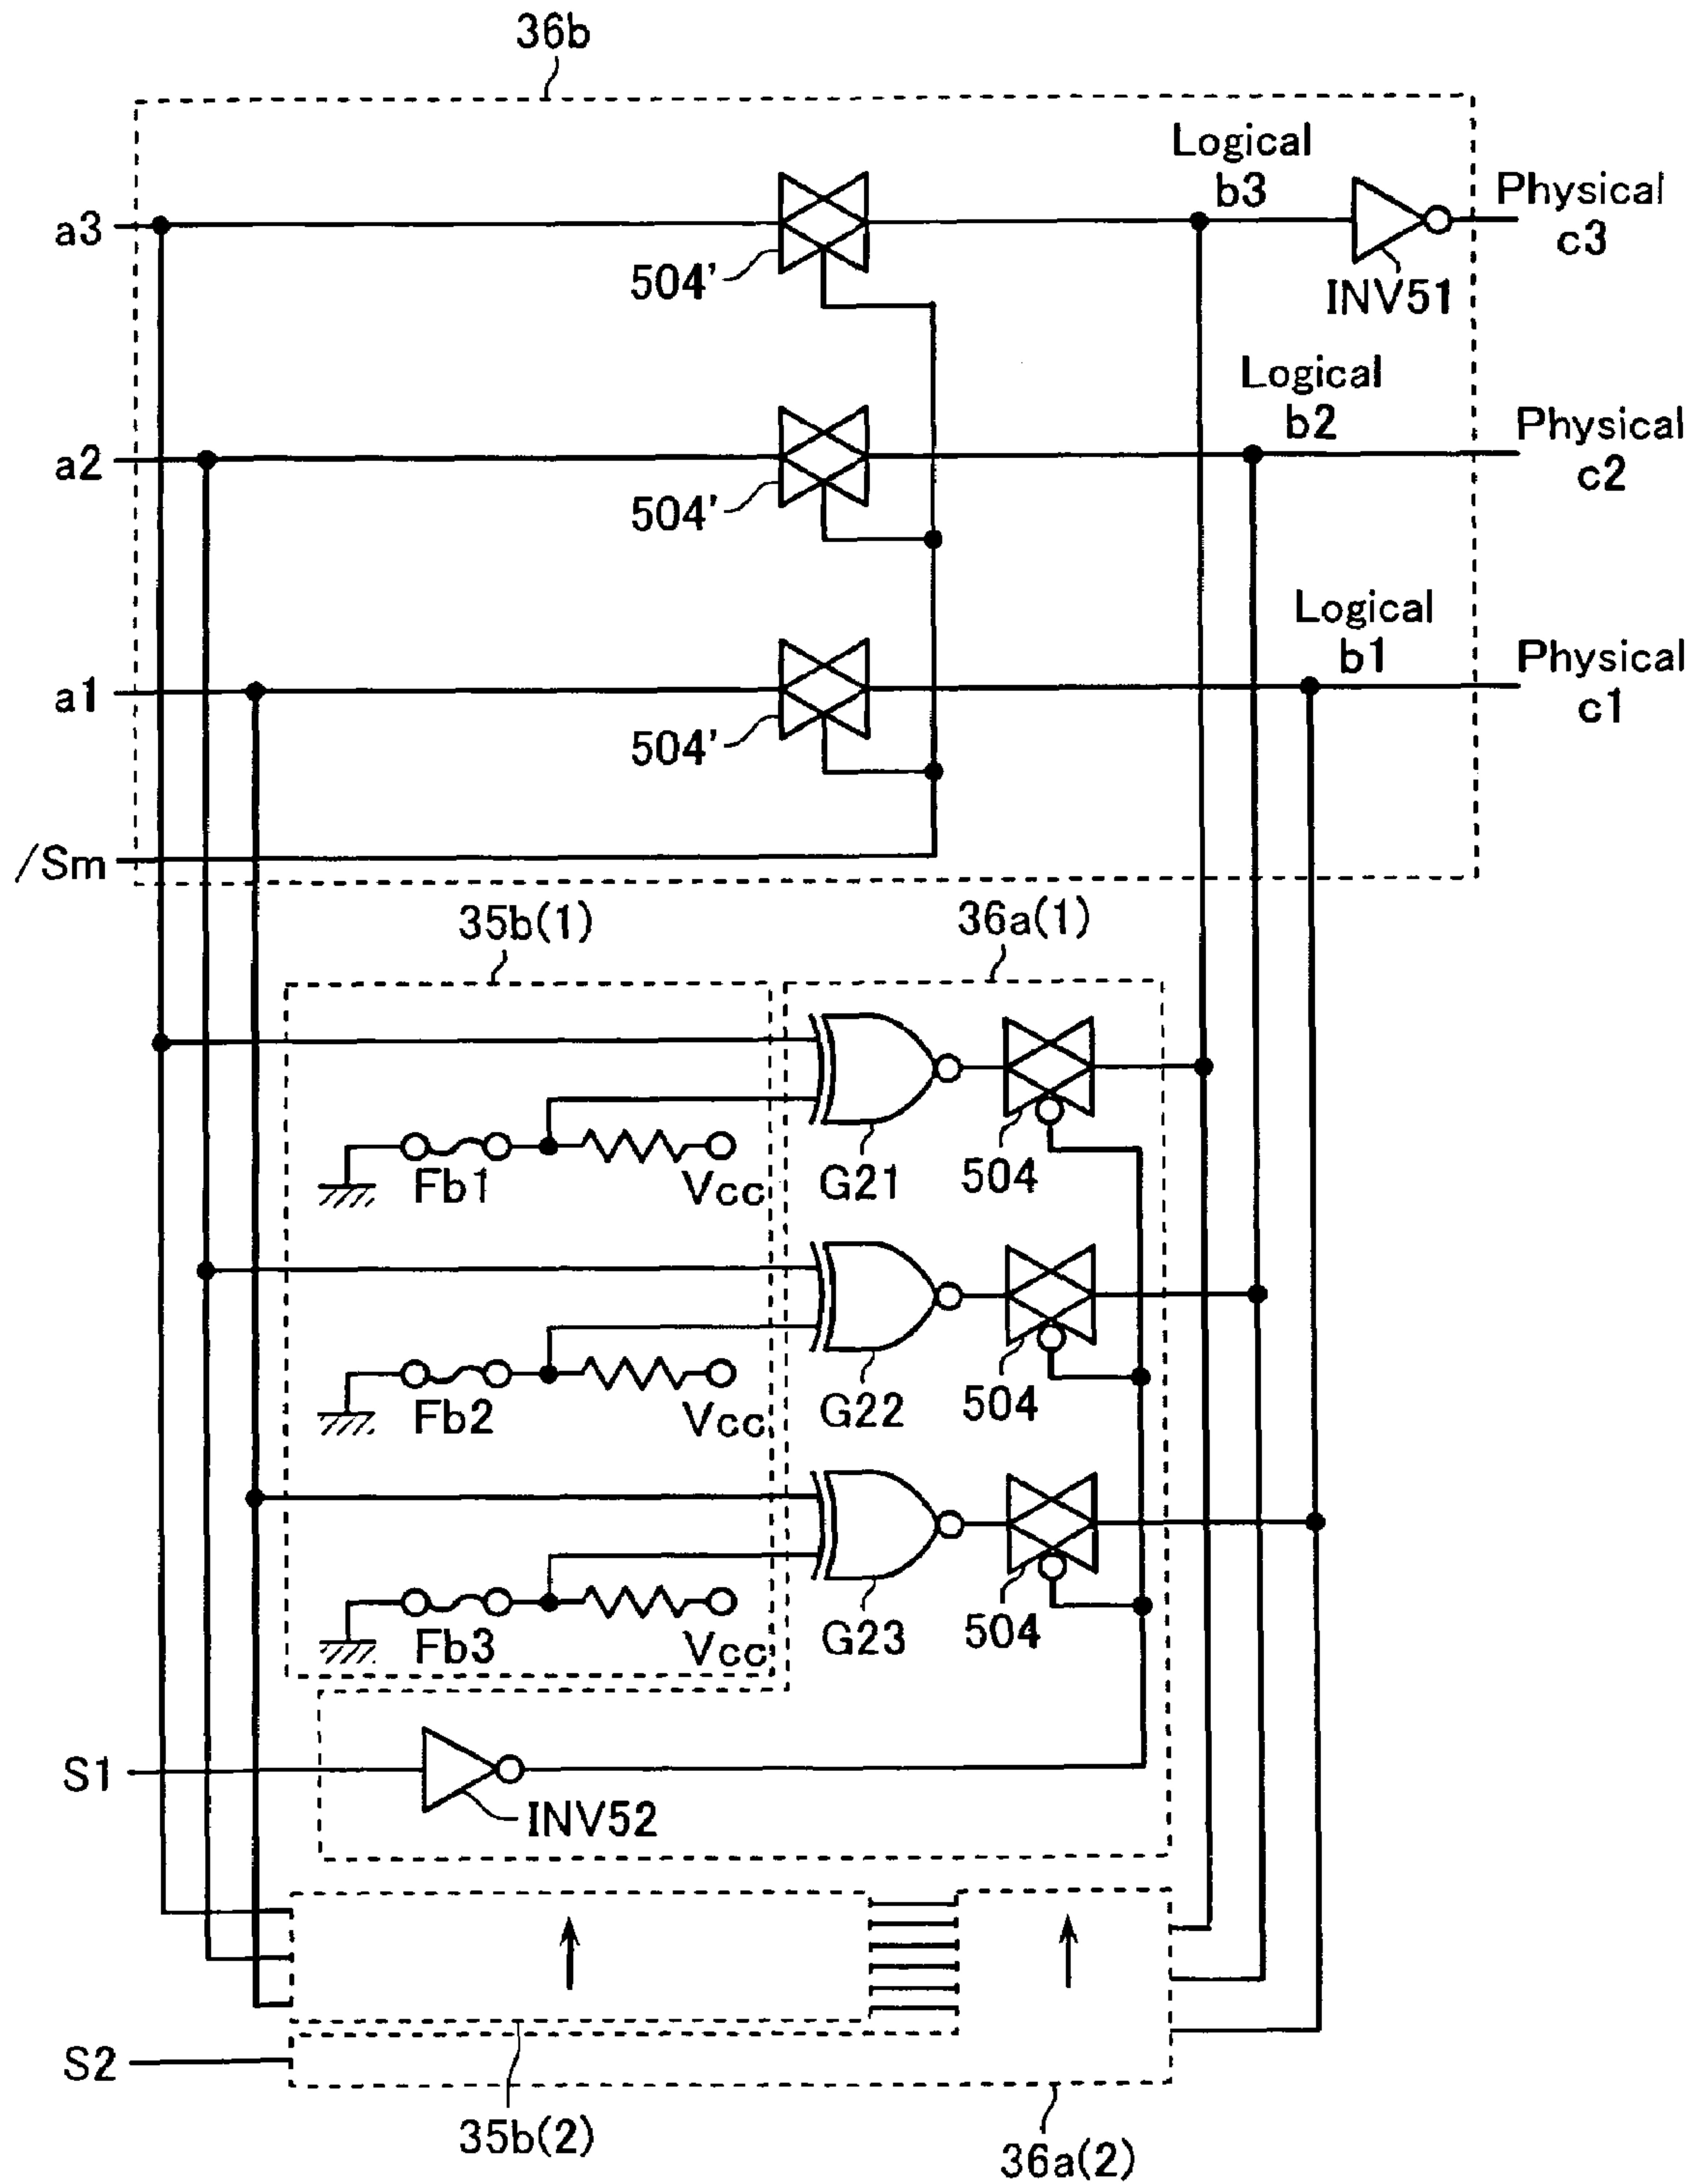 36b
Logical
b3
Physical
c3
a3
504'
INV51
Logical
b2
Physical
c2
a2
504'
Logical
b1
Physical
c1
a1
504'
/Sm
35b(1)
36a(1)
Fb1
Vcc
G21
504
Fb2
Vcc
G22
504
Fb3
Vcc
G23
504
S1
INV52
S2
35b(2)
36a(2)